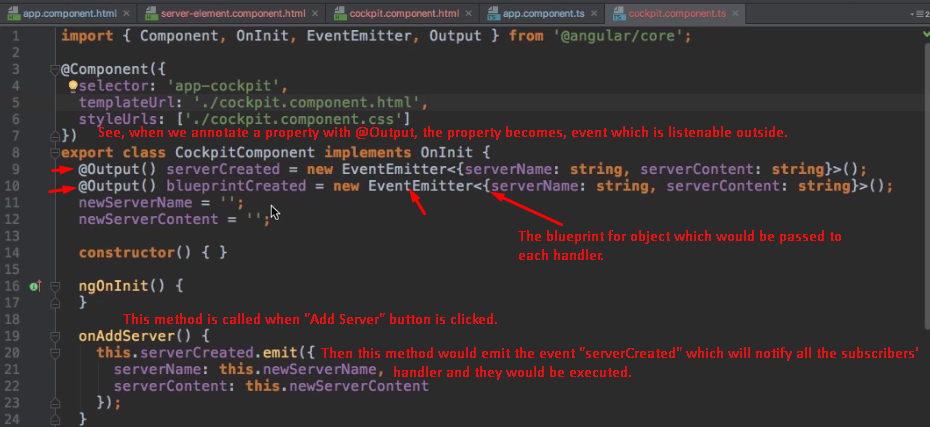 app.component.html × server-element.component.html × cockpit.component.html × app.component.ts × cockpit.component.ts × 2
1 import { Component, OnInit, EventEmitter, Output } from '@angular/core';
2
3 @Component({
4 selector: 'app-cockpit',
5 templateUrl: './cockpit.component.html',
6 styleUrls: ['./cockpit.component.css']
7 }) See, when we annotate a property with @Output, the property becomes, event which is listenable outside.
8 export class CockpitComponent implements OnInit {
9 @Output() serverCreated = new EventEmitter<{serverName: string, serverContent: string}>();
10 @Output() blueprintCreated = new EventEmitter<{serverName: string, serverContent: string}>();
11 newServerName = '';
12 newServerContent = '';
13 The blueprint for object which would be passed to
14 constructor() { } each handler.
15
16 ngOnInit() {
17 }
18 This method is called when "Add Server" button is clicked.
19 onAddServer() {
20 this.serverCreated.emit({ Then this method would emit the event "serverCreated" which will notify all the subscribers'
21 serverName: this.newServerName, handler and they would be executed.
22 serverContent: this.newServerContent
23 });
24 }